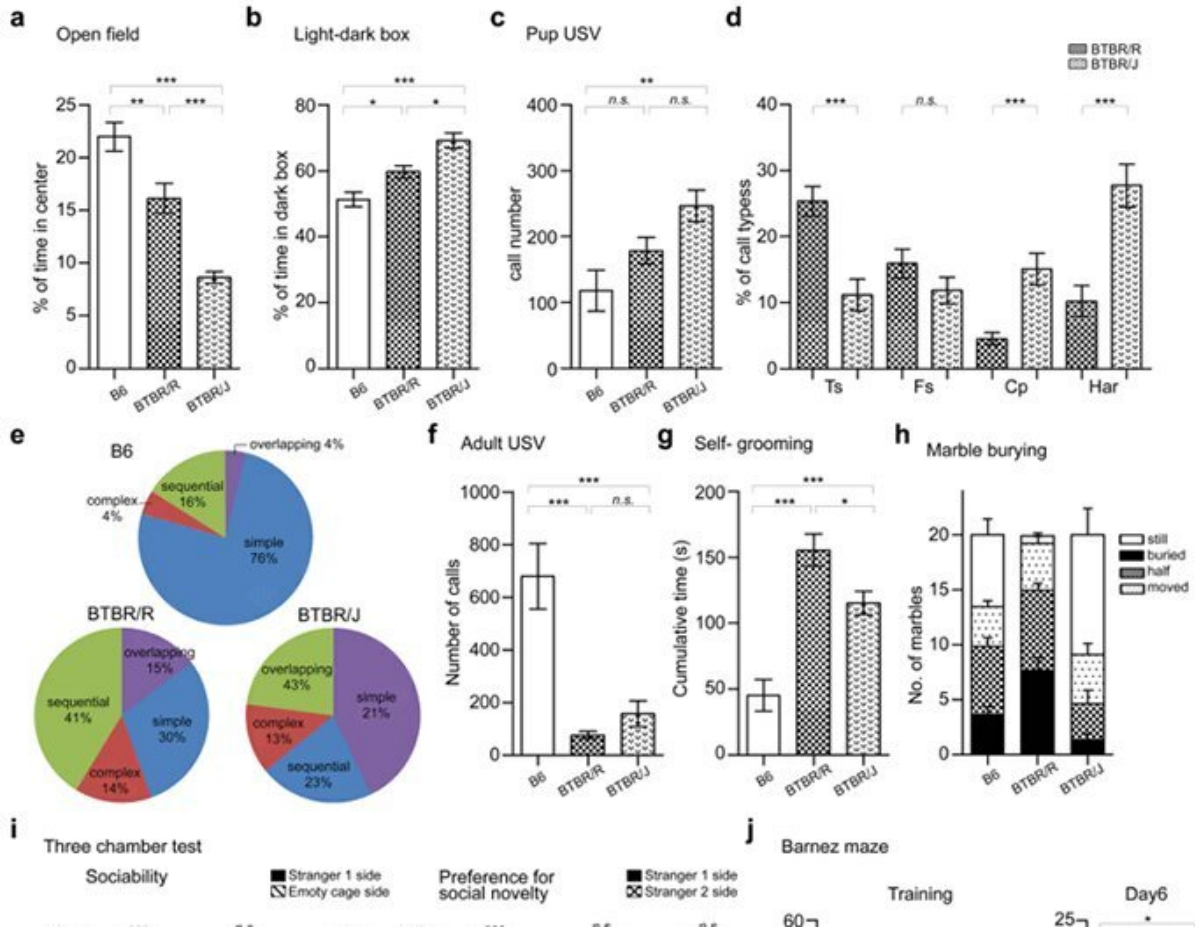 a
Open field
***
** ***
25
20
15
10
5
0
% of time in center
B6 BTBR/R BTBR/J
b
Light-dark box
***
* *
80
60
40
20
0
% of time in dark box
B6 BTBR/R BTBR/J
c
Pup USV
**
n.s. n.s.
400
300
200
100
0
call number
B6 BTBR/R BTBR/J
d
BTBR/R
BTBR/J
*** n.s. *** ***
40
30
20
10
0
% of call typess
Ts Fs Cp Har
e
B6
overlapping 4%
sequential
16%
complex
4%
simple
76%
BTBR/R
overlapping
15%
sequential
41%
simple
30%
complex
14%
BTBR/J
overlapping
43%
simple
21%
complex
13%
sequential
23%
f
Adult USV
***
*** n.s.
1000
800
600
400
200
0
Number of calls
B6 BTBR/R BTBR/J
g
Self- grooming
***
*** *
200
150
100
50
0
Cumulative time (s)
B6 BTBR/R BTBR/J
h
Marble burying
20
15
10
5
0
No. of marbles
still
buried
half
moved
B6 BTBR/R BTBR/J
i
Three chamber test
Sociability
Stranger 1 side
Emoty cage side
Preference for
social novelty
Stranger 1 side
Stranger 2 side
j
Barnez maze
Training
Day6
60
25
*